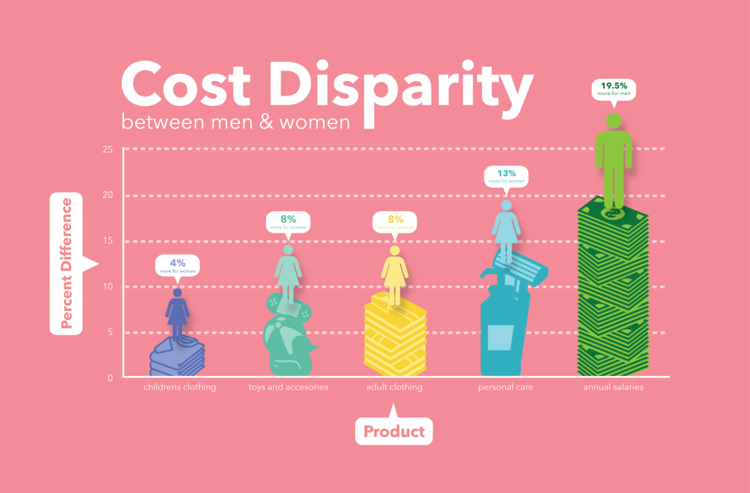 Cost Disparity
between men & women
19.5%
more for men
13%
more for women
8%
more for women
8%
more for women
4%
more for women
25
20
15
10
5
0
Percent Difference
childrens clothing
toys and accesories
adult clothing
personal care
annual salaries
Product